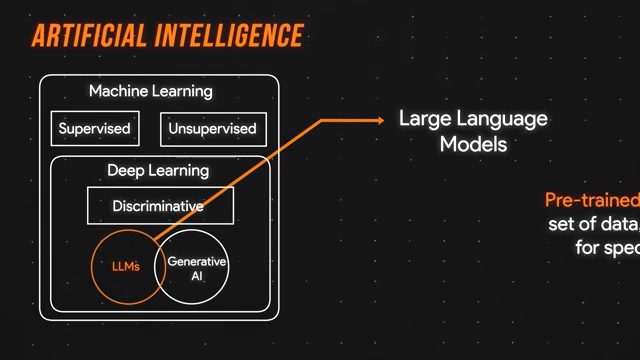 ARTIFICIAL INTELLIGENCE
Machine Learning
Supervised
Unsupervised
Deep Learning
Discriminative
LLMs
Generative
AI
Large Language
Models
Pre-trained
set of data,
for spec